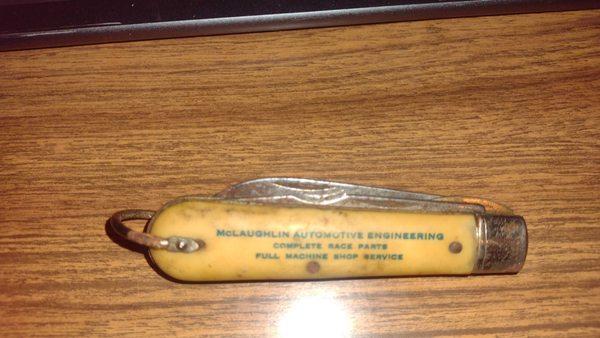 McLAUGHLIN AUTOMOTIVE ENGINEERING
COMPLETE RACE PARTS
FULL MACHINE SHOP SERVICE